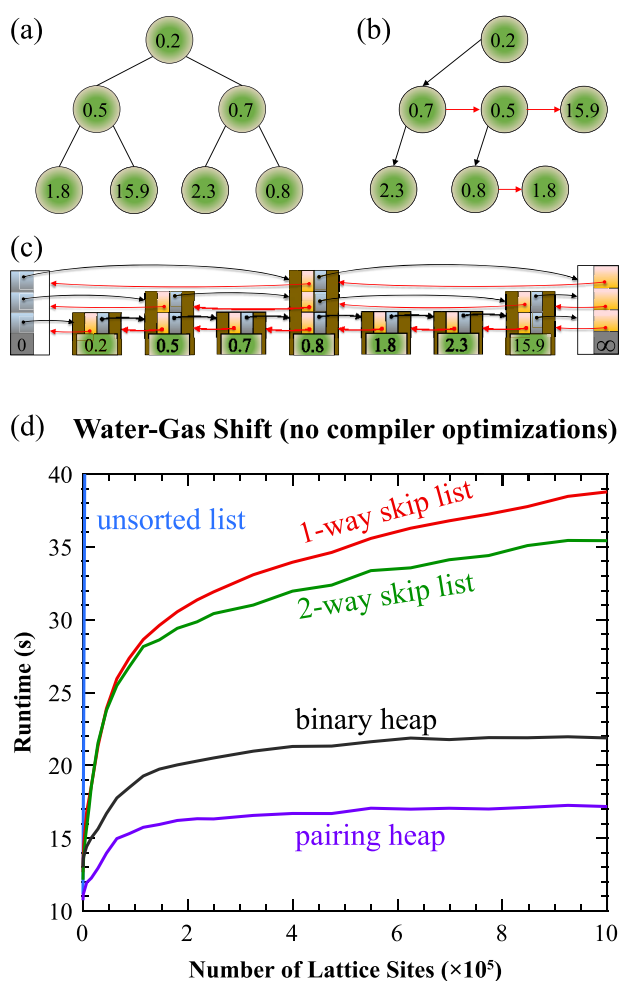 (a)
0.2
0.5 0.7
1.8 15.9 2.3 0.8
(b)
0.2
0.7 0.5 15.9
2.3 0.8 1.8
(c)
0 0.2 0.5 0.7 0.8 1.8 2.3 15.9 ∞
(d) Water-Gas Shift (no compiler optimizations)
40
35
30
25
20
15
10
Runtime (s)
unsorted list
1-way skip list
2-way skip list
binary heap
pairing heap
0 2 4 6 8 10
Number of Lattice Sites (×10⁵)